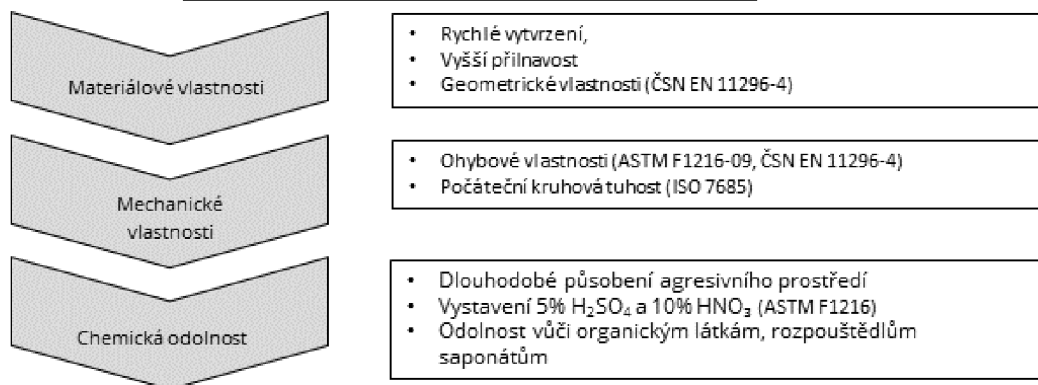 Materiálové vlastnosti
• Rychlé vytvrzení,
• Vyšší přilnavost
• Geometrické vlastnosti (ČSN EN 11296-4)
Mechanické
vlastnosti
• Ohybové vlastnosti (ASTM F1216-09, ČSN EN 11296-4)
• Počáteční kruhová tuhost (ISO 7685)
Chemická odolnost
• Dlouhodobé působení agresivního prostředí
• Vystavení 5% H₂SO₄ a 10% HNO₃ (ASTM F1216)
• Odolnost vůči organickým látkám, rozpouštědlům
saponátům